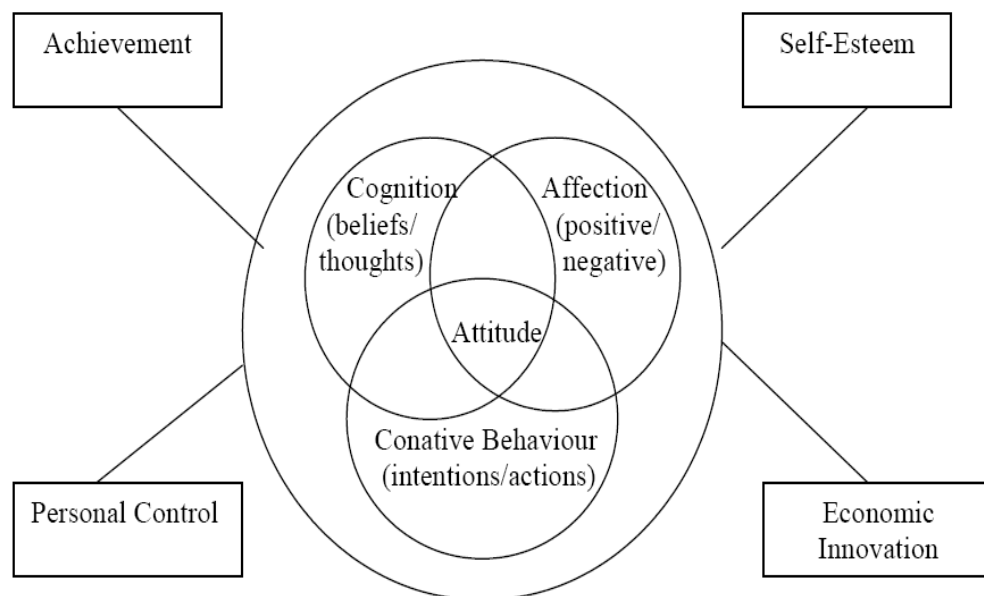 Achievement
Self-Esteem
Cognition
(beliefs/
thoughts)
Affection
(positive/
negative)
Attitude
Conative Behaviour
(intentions/actions)
Personal Control
Economic
Innovation